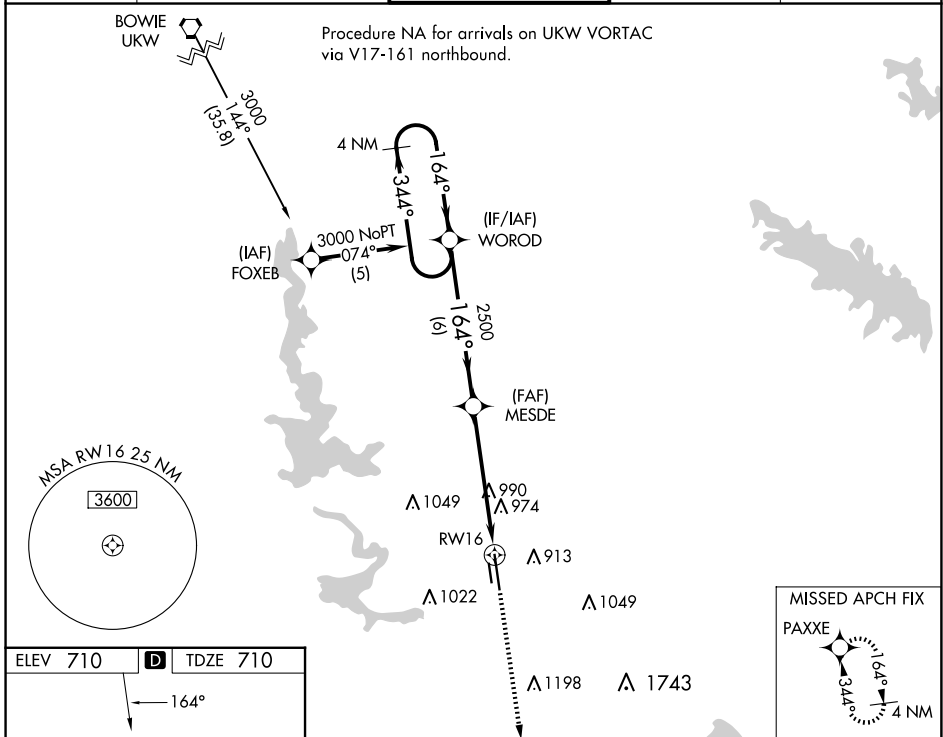 BOWIE
UKW
Procedure NA for arrivals on UKW VORTAC
via V17-161 northbound.
3000
144°
(35.8)
4 NM
164°
344°
(IF/IAF)
WOROD
(IAF)
FOXEB
3000 NoPT
074°
(5)
2500
164°
(6)
(FAF)
MESDE
MSA RW16 25 NM
3600
1049
990
974
RW16
913
1022
1049
1198
1743
MISSED APCH FIX
PAXXE
164°
344°
4 NM
ELEV 710 D TDZE 710
164°